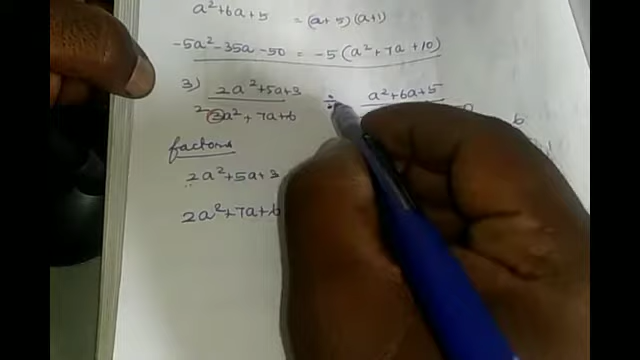 a²+6a+5 = (a+5)(a+1)
-5a²-35a-50 = -5(a²+7a+10)
3) 2a²+5a+3 ÷ a²+6a+5
2a²+7a+6
factors
2a²+5a+3
2a²+7a+6